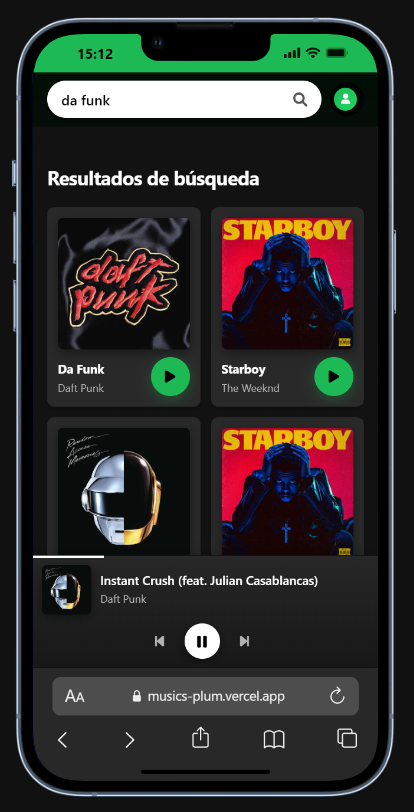 15:12
da funk
Resultados de búsqueda
daft punk
STARBOY
Da Funk
Daft Punk
Starboy
The Weeknd
Random
Access
Memories
STARBOY
Instant Crush (feat. Julian Casablancas)
Daft Punk
AA musics-plum.vercel.app